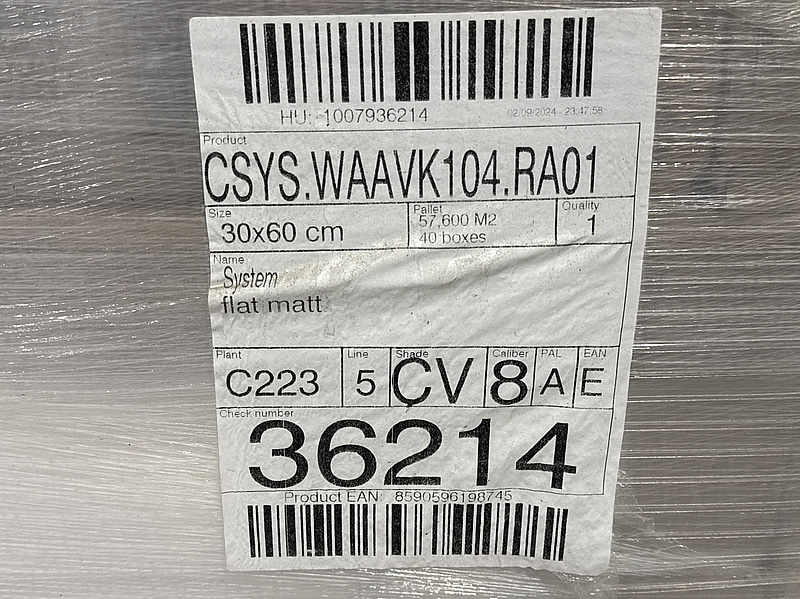 HU: 1007936214 02/09/2024 - 23:47:58
Product
CSYS.WAAVK104.RA01
Size Pallet Quality
30x60 cm 57,600 M2 1
40 boxes
Name
System
flat matt
Plant Line Shade Caliber PAL EAN
C223 5 CV 8 A E
Check number
36214
Product EAN: 8590596198745